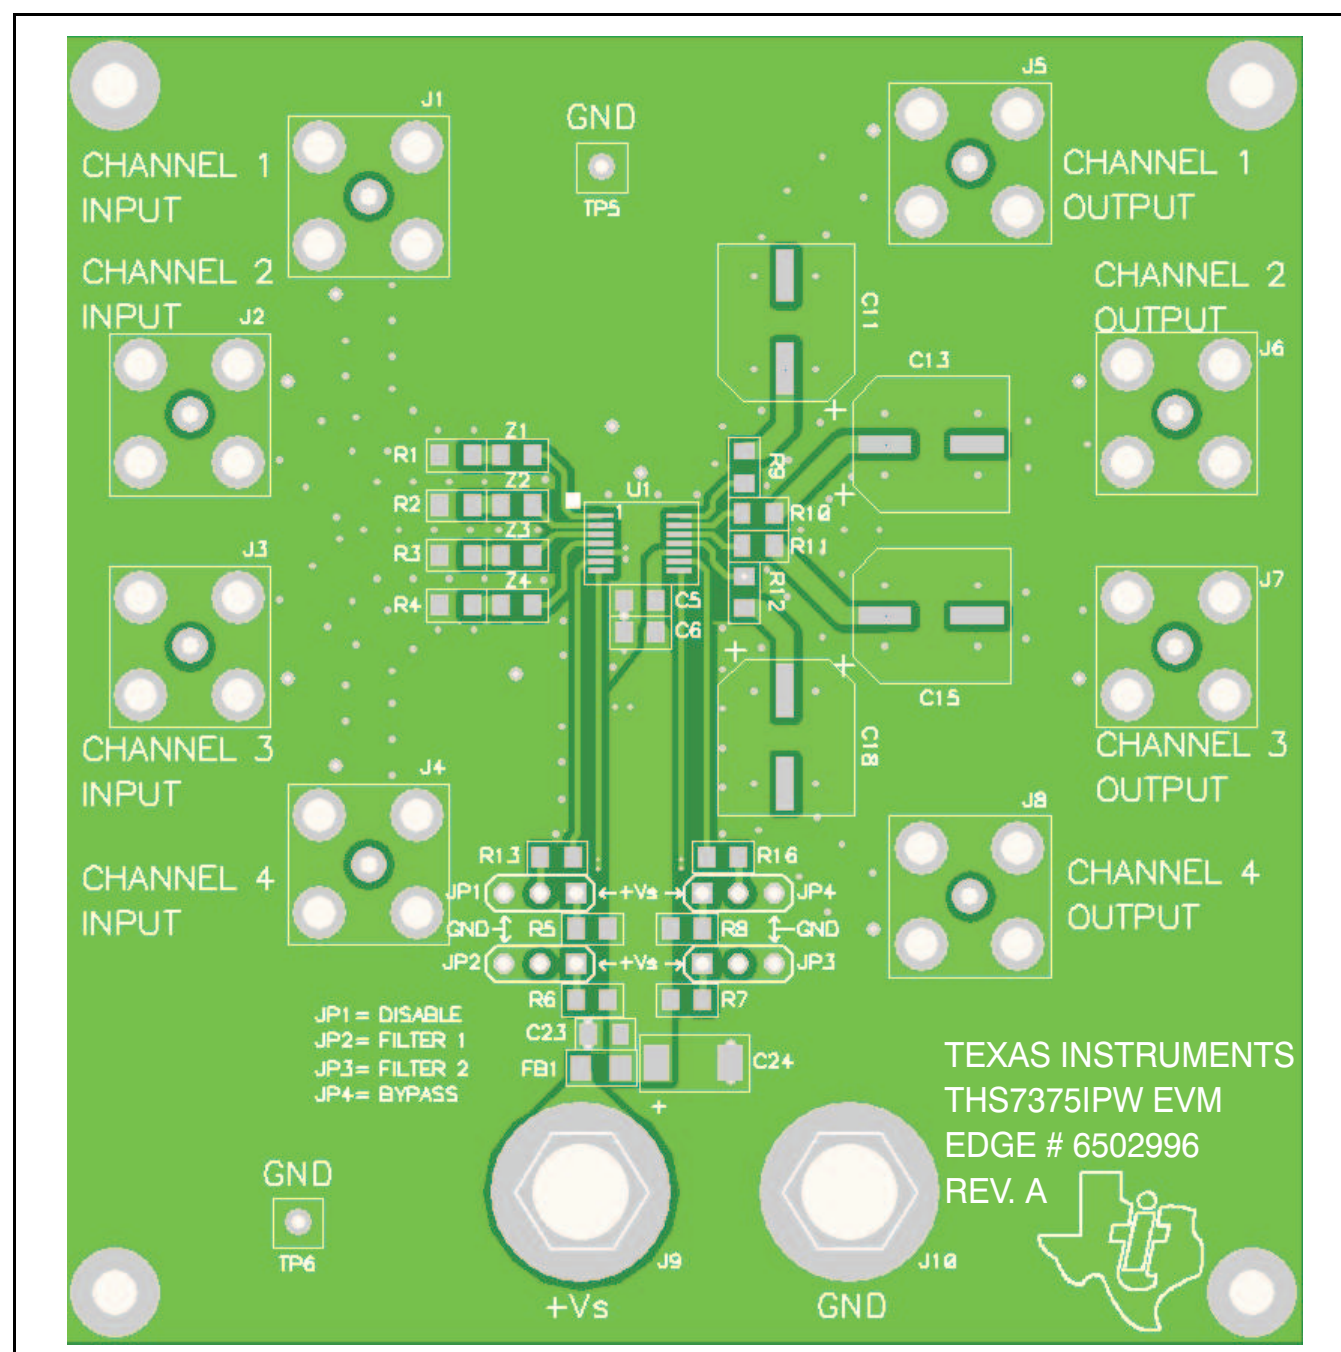 J1
GND
J5
CHANNEL 1
INPUT
TP5
CHANNEL 1
OUTPUT
CHANNEL 2
INPUT
J2
C11
CHANNEL 2
OUTPUT
J6
C13
+
R1
Z1
R9
R2
Z2
U1
1
+
R10
R3
Z3
R11
J3
R4
Z4
C5
R12
J7
C6
+
+
C15
CHANNEL 3
INPUT
C18
CHANNEL 3
OUTPUT
J4
J8
R13
R16
CHANNEL 4
INPUT
JP1
←+Vs→
JP4
CHANNEL 4
OUTPUT
GND
R5
R8
GND
JP2
←+Vs→
JP3
R6
R7
JP1= DISABLE
JP2= FILTER 1
JP3= FILTER 2
JP4= BYPASS
C23
FB1
C24
+
TEXAS INSTRUMENTS
THS7375IPW EVM
EDGE # 6502996
REV. A
GND
TP6
J9
J10
+Vs
GND